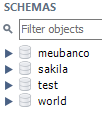 SCHEMAS
Filter objects
meubanco
sakila
test
world